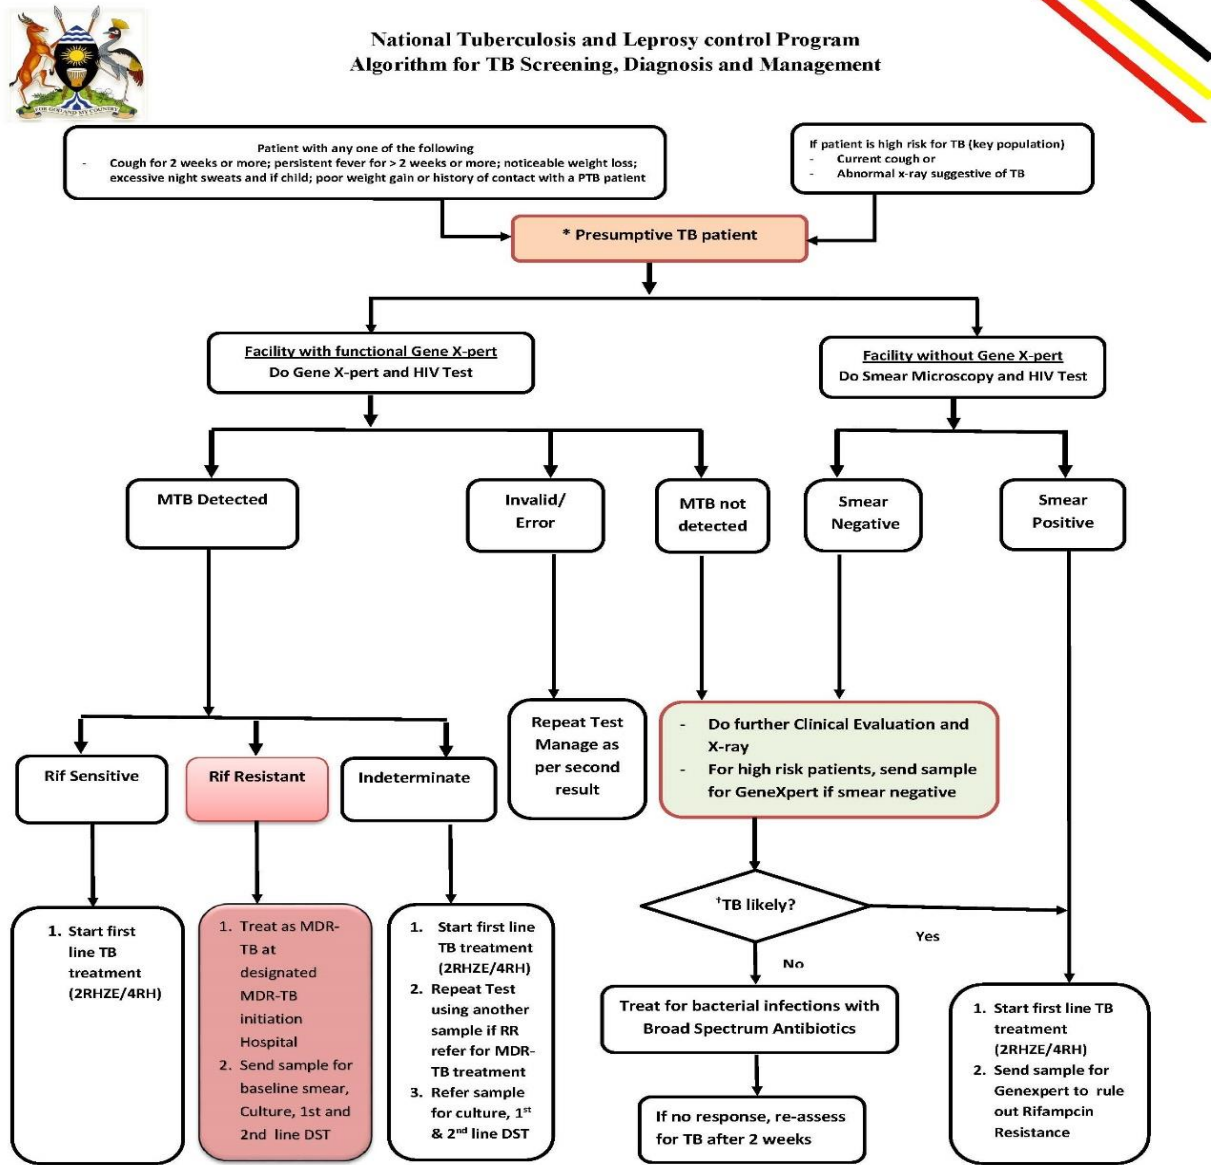 National Tuberculosis and Leprosy control Program
Algorithm for TB Screening, Diagnosis and Management
FOR GOD AND MY COUNTRY
Patient with any one of the following
- Cough for 2 weeks or more; persistent fever for > 2 weeks or more; noticeable weight loss;
excessive night sweats and if child; poor weight gain or history of contact with a PTB patient
If patient is high risk for TB (key population)
- Current cough or
- Abnormal x-ray suggestive of TB
* Presumptive TB patient
Facility with functional Gene X-pert
Do Gene X-pert and HIV Test
Facility without Gene X-pert
Do Smear Microscopy and HIV Test
MTB Detected
Invalid/
Error
MTB not
detected
Smear
Negative
Smear
Positive
Rif Sensitive
Rif Resistant
Indeterminate
Repeat Test
Manage as
per second
result
- Do further Clinical Evaluation and
X-ray
- For high risk patients, send sample
for GeneXpert if smear negative
†TB likely?
Yes
No
1. Start first
line TB
treatment
(2RHZE/4RH)
1. Treat as MDR-
TB at
designated
MDR-TB
initiation
Hospital
2. Send sample for
baseline smear,
Culture, 1st and
2nd line DST
1. Start first line
TB treatment
(2RHZE/4RH)
2. Repeat Test
using another
sample if RR
refer for MDR-
TB treatment
3. Refer sample
for culture, 1st
& 2nd line DST
Treat for bacterial infections with
Broad Spectrum Antibiotics
If no response, re-assess
for TB after 2 weeks
1. Start first line TB
treatment
(2RHZE/4RH)
2. Send sample for
Genexpert to rule
out Rifampcin
Resistance